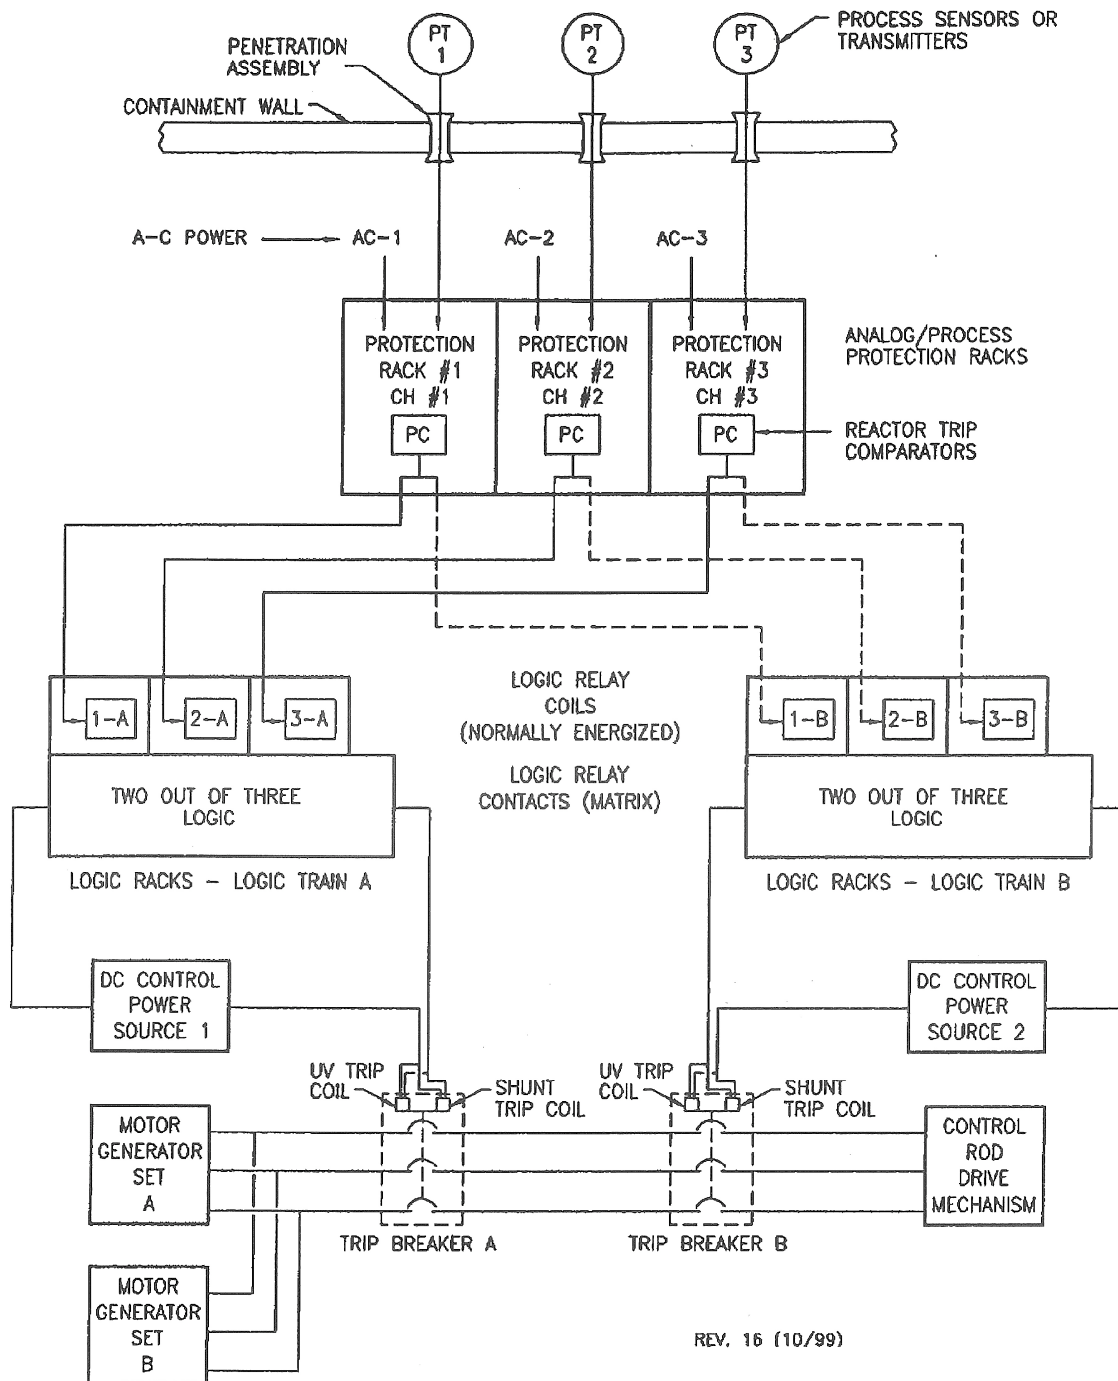 PT
1
PT
2
PT
3
PROCESS SENSORS OR
TRANSMITTERS
PENETRATION
ASSEMBLY
CONTAINMENT WALL
A-C POWER
AC-1
AC-2
AC-3
PROTECTION
RACK #1
CH #1
PC
PROTECTION
RACK #2
CH #2
PC
PROTECTION
RACK #3
CH #3
PC
ANALOG/PROCESS
PROTECTION RACKS
REACTOR TRIP
COMPARATORS
1-A
2-A
3-A
LOGIC RELAY
COILS
(NORMALLY ENERGIZED)
LOGIC RELAY
CONTACTS (MATRIX)
1-B
2-B
3-B
TWO OUT OF THREE
LOGIC
TWO OUT OF THREE
LOGIC
LOGIC RACKS - LOGIC TRAIN A
LOGIC RACKS - LOGIC TRAIN B
DC CONTROL
POWER
SOURCE 1
DC CONTROL
POWER
SOURCE 2
UV TRIP
COIL
SHUNT
TRIP COIL
UV TRIP
COIL
SHUNT
TRIP COIL
MOTOR
GENERATOR
SET
A
CONTROL
ROD
DRIVE
MECHANISM
TRIP BREAKER A
TRIP BREAKER B
MOTOR
GENERATOR
SET
B
REV. 16 (10/99)